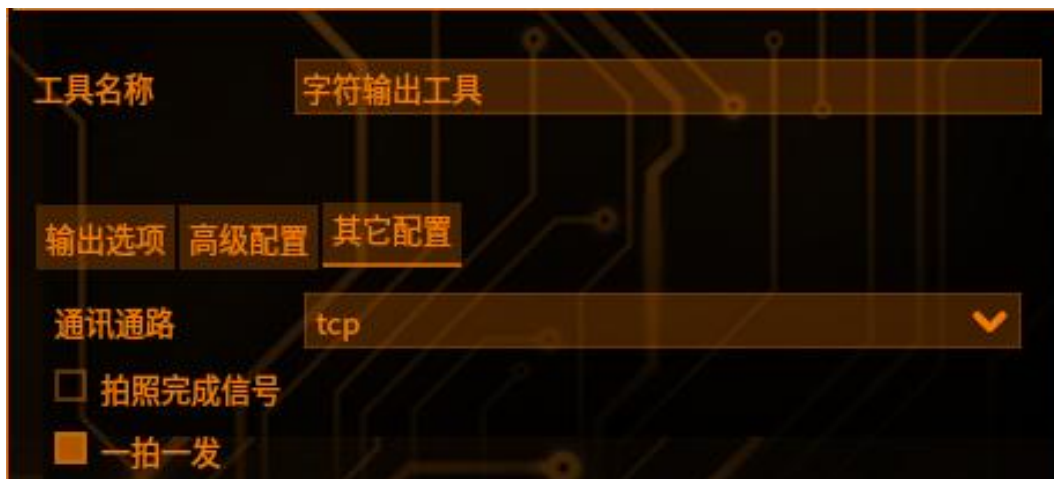 工具名称 字符输出工具
输出选项 高级配置 其它配置
通讯通路 tcp
拍照完成信号
一拍一发